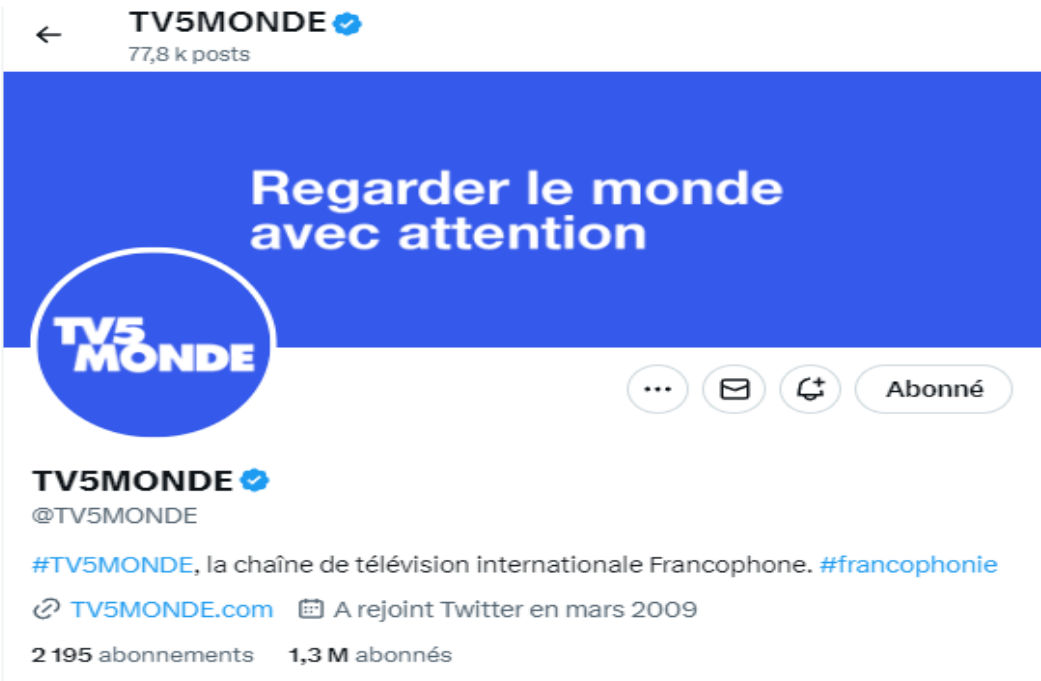 TV5MONDE
77,8 k posts
Regarder le monde
avec attention
TV5
MONDE
Abonné
TV5MONDE
@TV5MONDE
#TV5MONDE, la chaîne de télévision internationale Francophone. #francophonie
TV5MONDE.com A rejoint Twitter en mars 2009
2 195 abonnements 1,3 M abonnés